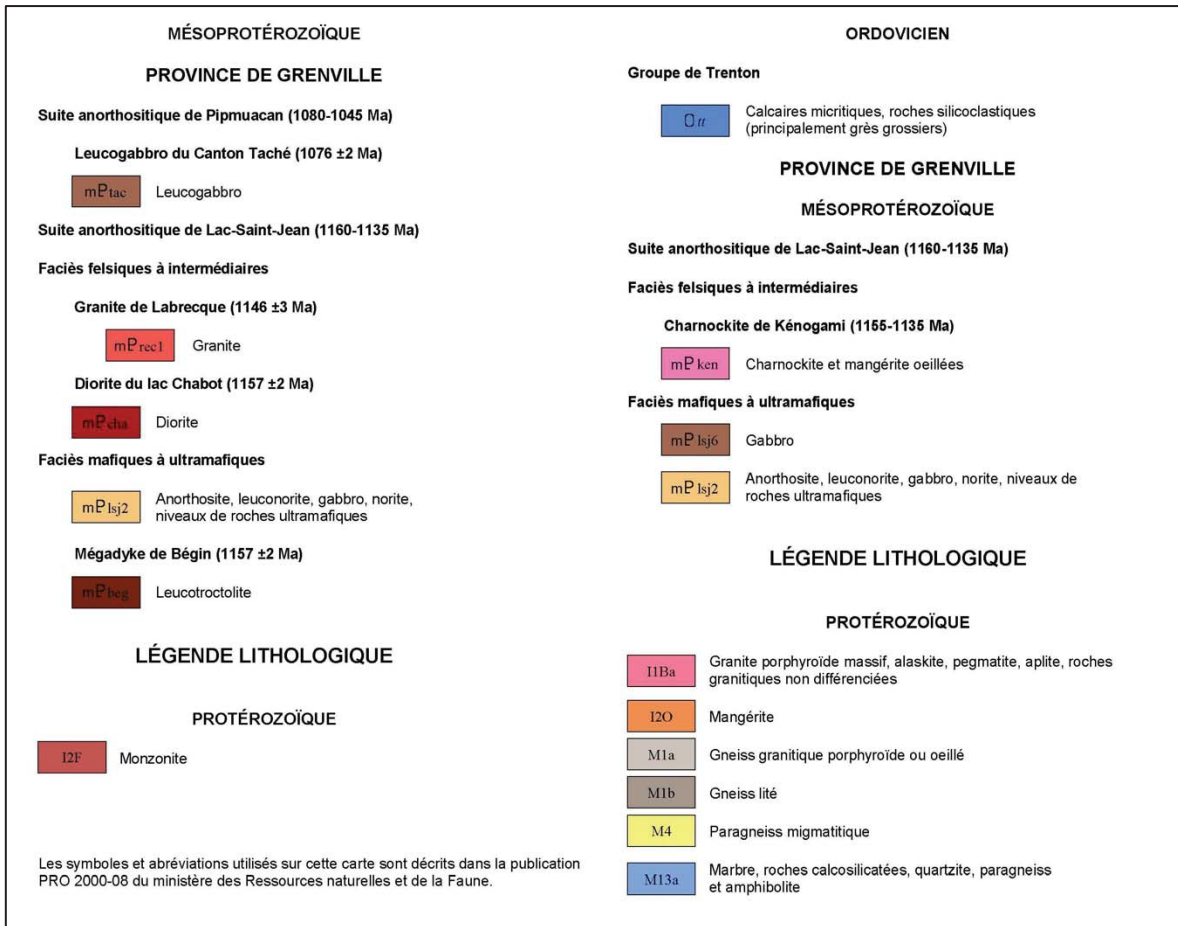 MÉSOPROTÉROZOÏQUE
PROVINCE DE GRENVILLE
Suite anorthositique de Pipmuacan (1080-1045 Ma)
Leucogabbro du Canton Taché (1076 ±2 Ma)
mPtac Leucogabbro
Suite anorthositique de Lac-Saint-Jean (1160-1135 Ma)
Faciès felsiques à intermédiaires
Granite de Labrecque (1146 ±3 Ma)
mPrec1 Granite
Diorite du lac Chabot (1157 ±2 Ma)
mPcha Diorite
Faciès mafiques à ultramafiques
mPlsj2 Anorthosite, leuconorite, gabbro, norite,
niveaux de roches ultramafiques
Mégadyke de Bégin (1157 ±2 Ma)
mPbeg Leucotroctolite
LÉGENDE LITHOLOGIQUE
PROTÉROZOÏQUE
I2F Monzonite
Les symboles et abréviations utilisés sur cette carte sont décrits dans la publication
PRO 2000-08 du ministère des Ressources naturelles et de la Faune.
ORDOVICIEN
Groupe de Trenton
Ott Calcaires micritiques, roches silicoclastiques
(principalement grès grossiers)
PROVINCE DE GRENVILLE
MÉSOPROTÉROZOÏQUE
Suite anorthositique de Lac-Saint-Jean (1160-1135 Ma)
Faciès felsiques à intermédiaires
Charnockite de Kénogami (1155-1135 Ma)
mP ken Charnockite et mangérite oeillées
Faciès mafiques à ultramafiques
mP lsj6 Gabbro
mP lsj2 Anorthosite, leuconorite, gabbro, norite, niveaux de
roches ultramafiques
LÉGENDE LITHOLOGIQUE
PROTÉROZOÏQUE
I1Ba Granite porphyroïde massif, alaskite, pegmatite, aplite, roches
granitiques non différenciées
I2O Mangérite
M1a Gneiss granitique porphyroïde ou oeillé
M1b Gneiss lité
M4 Paragneiss migmatitique
M13a Marbre, roches calcosilicatées, quartzite, paragneiss
et amphibolite